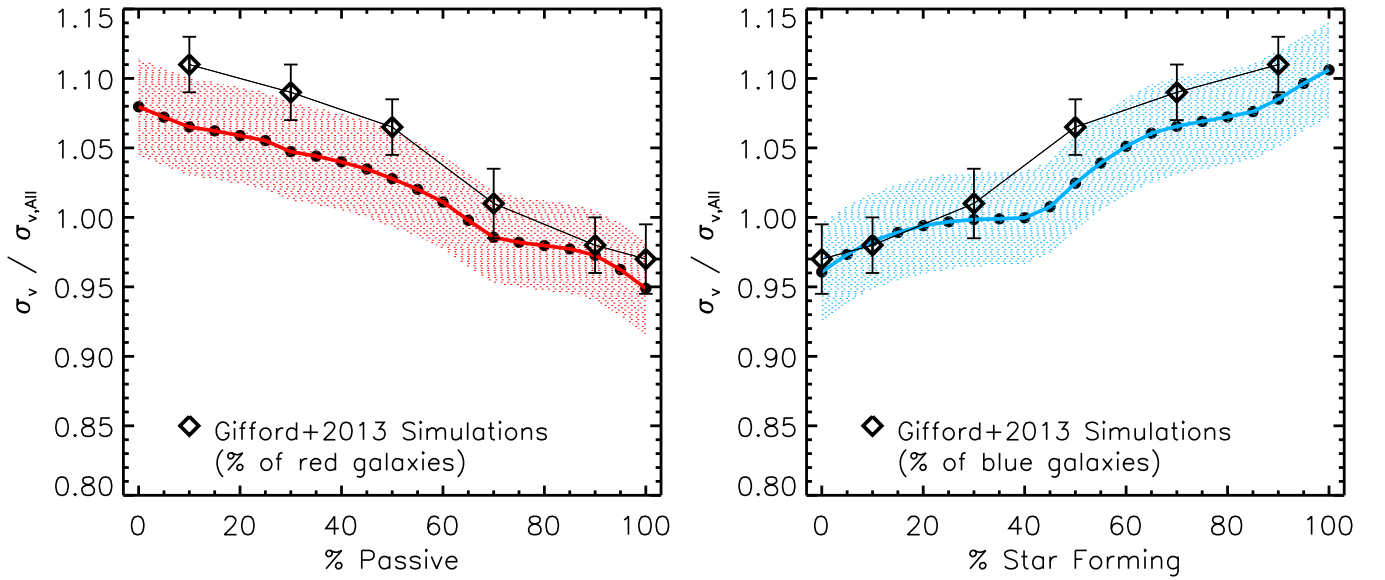 σv / σv,All
1.15
1.10
1.05
1.00
0.95
0.90
0.85
0.80
Gifford+2013 Simulations
(% of red galaxies)
0 20 40 60 80 100
% Passive
σv / σv,All
1.15
1.10
1.05
1.00
0.95
0.90
0.85
0.80
Gifford+2013 Simulations
(% of blue galaxies)
0 20 40 60 80 100
% Star Forming